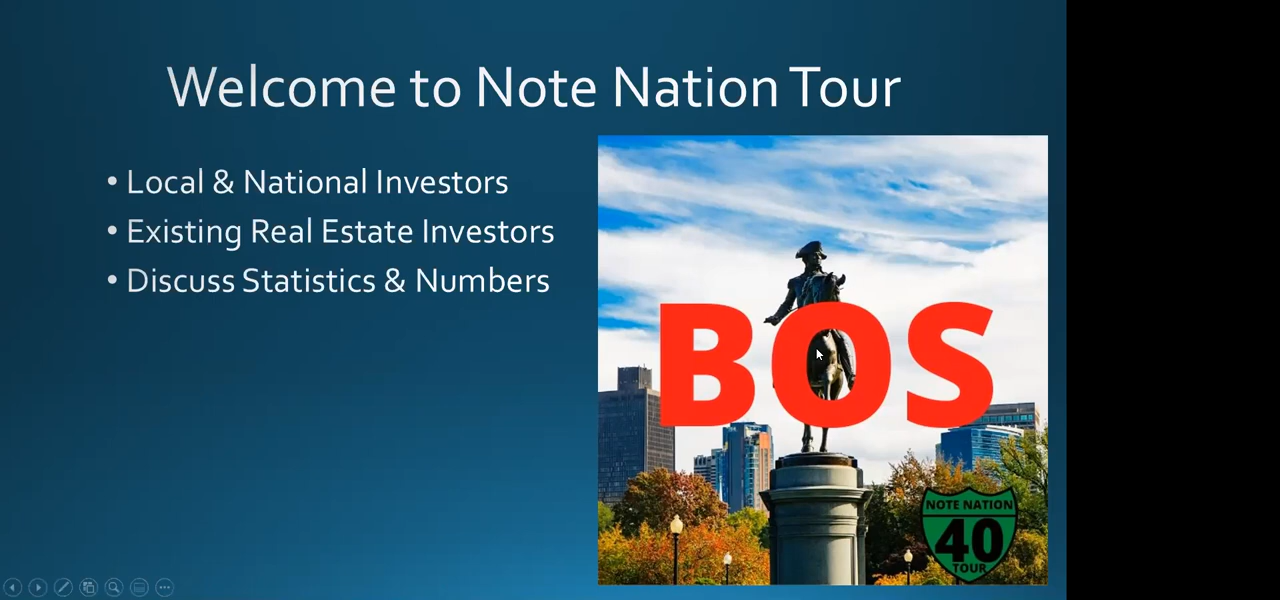 Welcome to Note Nation Tour
• Local & National Investors
• Existing Real Estate Investors
• Discuss Statistics & Numbers
BOS
NOTE NATION
40
TOUR